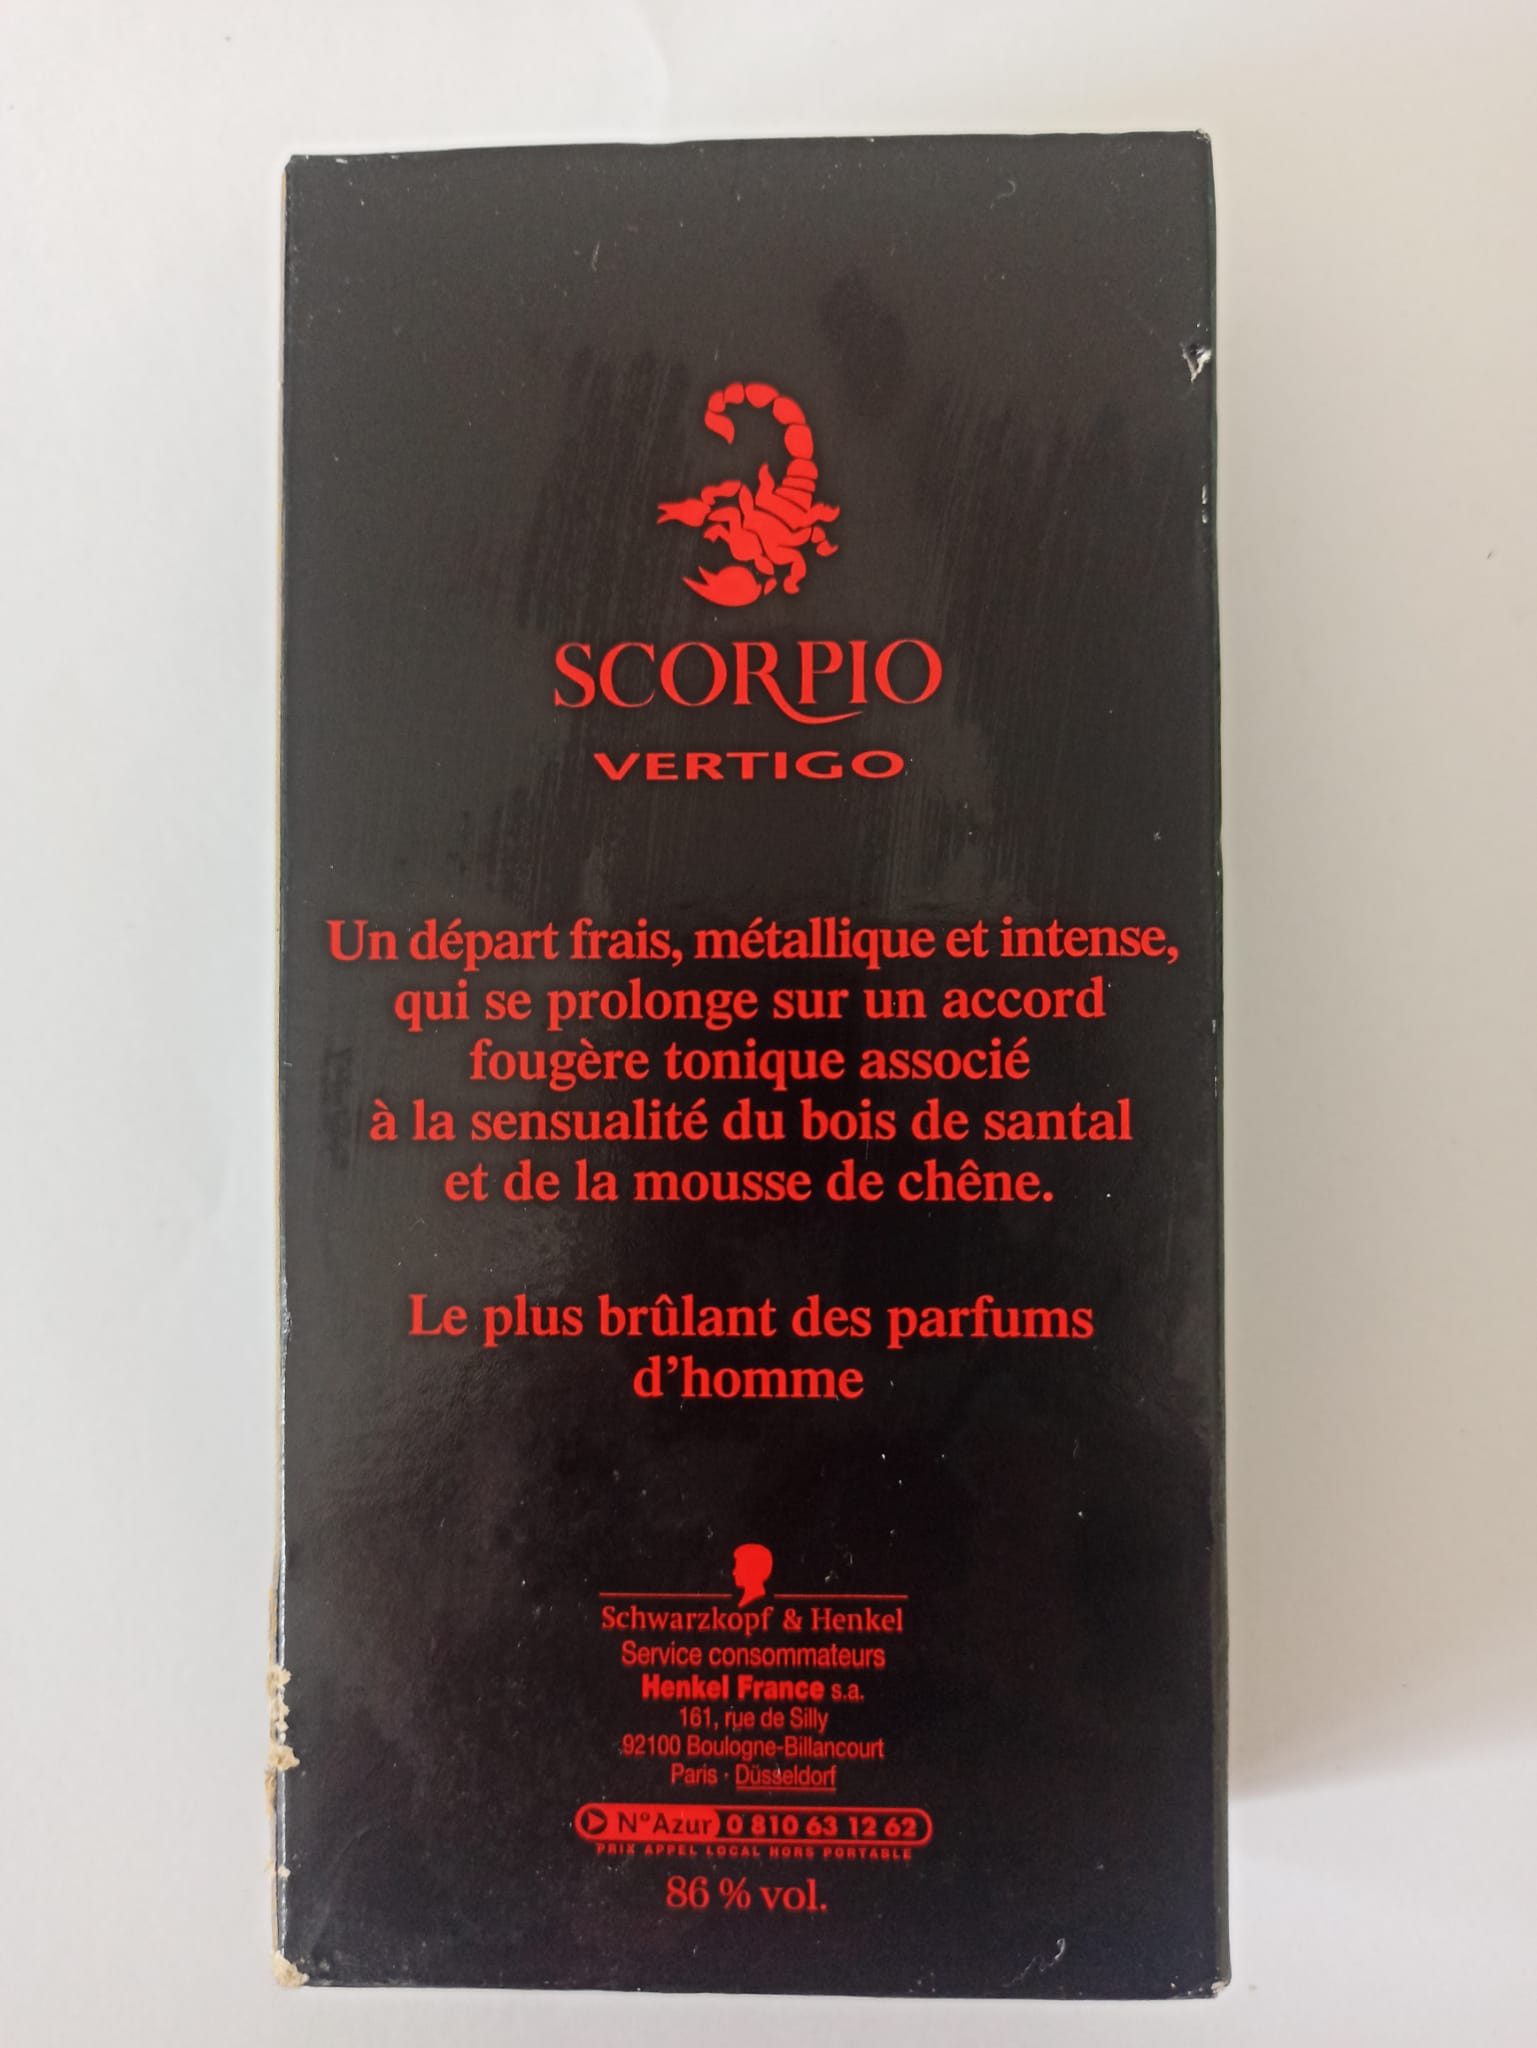 SCORPIO
VERTIGO
Un départ frais, métallique et intense,
qui se prolonge sur un accord
fougère tonique associé
à la sensualité du bois de santal
et de la mousse de chêne.
Le plus brûlant des parfums
d’homme
Schwarzkopf & Henkel
Service consommateurs
Henkel France s.a.
161, rue de Silly
92100 Boulogne-Billancourt
Paris · Düsseldorf
N°Azur 0 810 63 12 62
PRIX APPEL LOCAL HORS PORTABLE
86 % vol.